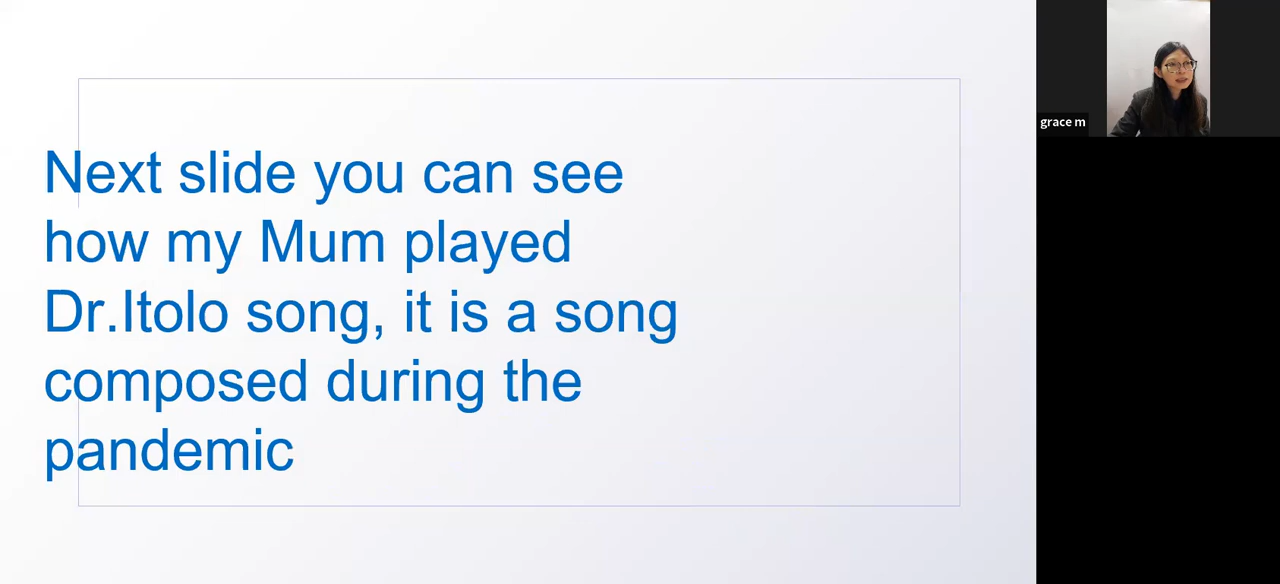 Next slide you can see
how my Mum played
Dr.Itolo song, it is a song
composed during the
pandemic
grace m